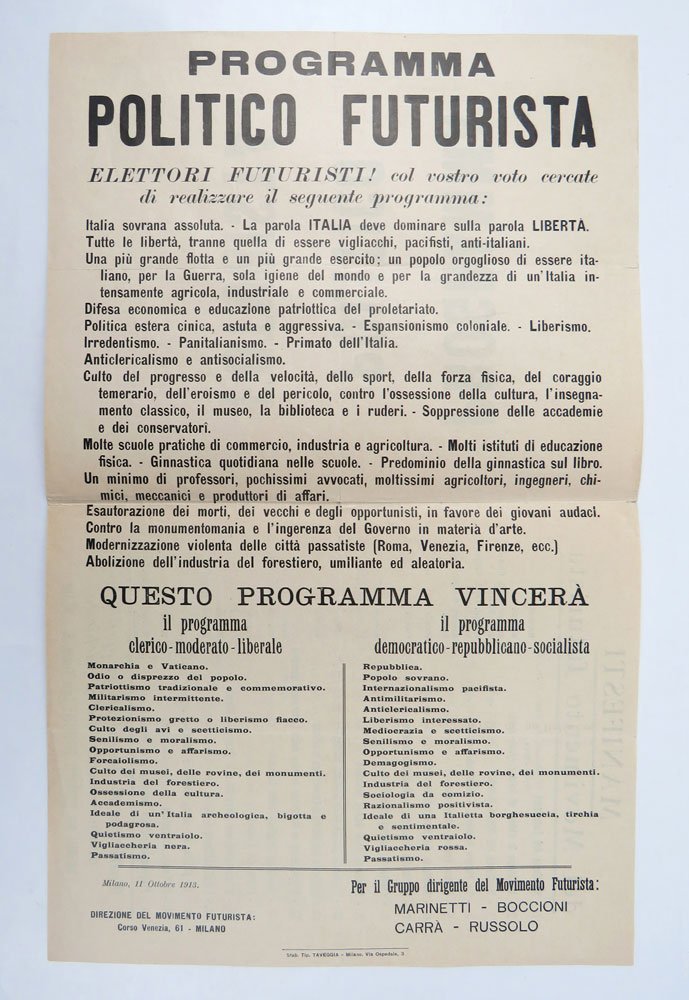 PROGRAMMA
POLITICO FUTURISTA
ELETTORI FUTURISTI! col vostro voto cercate
di realizzare il seguente programma:
Italia sovrana assoluta. - La parola ITALIA deve dominare sulla parola LIBERTÀ.
Tutte le libertà, tranne quella di essere vigliacchi, pacifisti, anti-italiani.
Una più grande flotta e un più grande esercito; un popolo orgoglioso di essere ita-
liano, per la Guerra, sola igiene del mondo e per la grandezza di un'Italia in-
tensamente agricola, industriale e commerciale.
Difesa economica e educazione patriottica del proletariato.
Politica estera cinica, astuta e aggressiva. - Espansionismo coloniale. - Liberismo.
Irredentismo. - Panitalianismo. - Primato dell'Italia.
Anticlericalismo e antisocialismo.
Culto del progresso e della velocità, dello sport, della forza fisica, del coraggio
temerario, dell'eroismo e del pericolo, contro l'ossessione della cultura, l'insegna-
mento classico, il museo, la biblioteca e i ruderi. - Soppressione delle accademie
e dei conservatori.
Molte scuole pratiche di commercio, industria e agricoltura. - Molti istituti di educazione
fisica. - Ginnastica quotidiana nelle scuole. - Predominio della ginnastica sul libro.
Un minimo di professori, pochissimi avvocati, moltissimi agricoltori, ingegneri, chi-
mici, meccanici e produttori di affari.
Esautorazione dei morti, dei vecchi e degli opportunisti, in favore dei giovani audaci.
Contro la monumentomania e l'ingerenza del Governo in materia d'arte.
Modernizzazione violenta delle città passatiste (Roma, Venezia, Firenze, ecc.)
Abolizione dell'industria del forestiero, umiliante ed aleatoria.
QUESTO PROGRAMMA VINCERÀ
il programma
clerico-moderato-liberale
Monarchia e Vaticano.
Odio o disprezzo del popolo.
Patriottismo tradizionale e commemorativo.
Militarismo intermittente.
Clericalismo.
Protezionismo gretto o liberismo fiacco.
Culto degli avi e scetticismo.
Senilismo e moralismo.
Opportunismo e affarismo.
Forcaiolismo.
Culto dei musei, delle rovine, dei monumenti.
Industria del forestiero.
Ossessione della cultura.
Accademismo.
Ideale di un'Italia archeologica, bigotta e
podagrosa.
Quietismo ventraiolo.
Vigliaccheria nera.
Passatismo.
il programma
democratico-repubblicano-socialista
Repubblica.
Popolo sovrano.
Internazionalismo pacifista.
Antimilitarismo.
Anticlericalismo.
Liberismo interessato.
Mediocrazia e scetticismo.
Senilismo e moralismo.
Opportunismo e affarismo.
Demagogismo.
Culto dei musei, delle rovine, dei monumenti.
Industria del forestiero.
Sociologia da comizio.
Razionalismo positivista.
Ideale di una Italietta borghesuccia, tirchia
e sentimentale.
Quietismo ventraiolo.
Vigliaccheria rossa.
Passatismo.
Milano, 11 Ottobre 1913.
DIREZIONE DEL MOVIMENTO FUTURISTA:
Corso Venezia, 61 - MILANO
Per il Gruppo dirigente del Movimento Futurista:
MARINETTI - BOCCIONI
CARRÀ - RUSSOLO
Stab. Tip. TAVEGGIA - Milano. Via Ospedale, 3